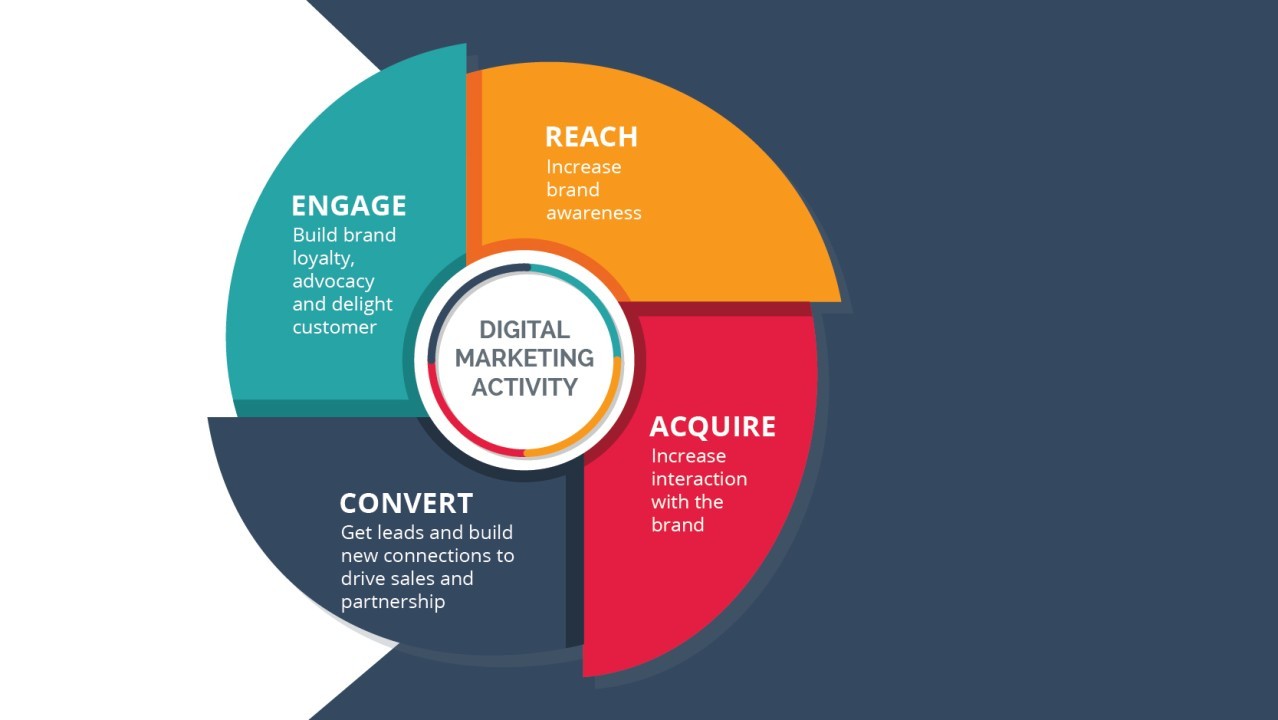 REACH
Increase
brand
awareness
ENGAGE
Build brand
loyalty,
advocacy
and delight
customer
DIGITAL
MARKETING
ACTIVITY
ACQUIRE
Increase
interaction
with the
brand
CONVERT
Get leads and build
new connections to
drive sales and
partnership